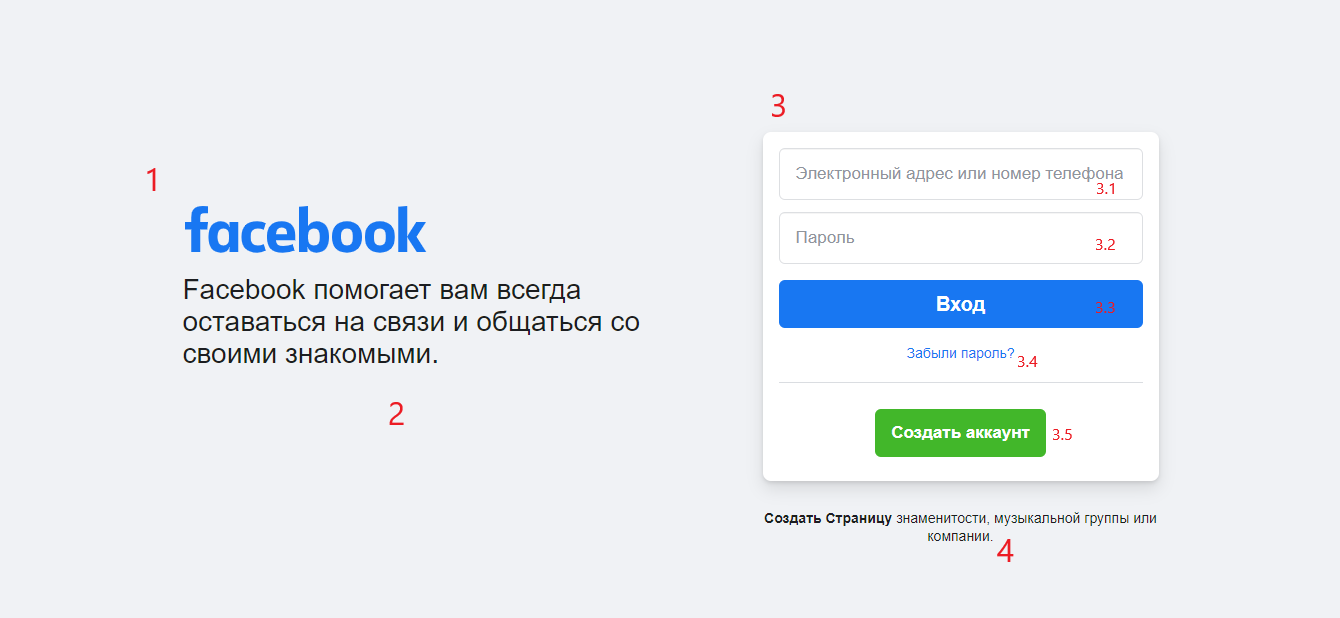 1
facebook
Facebook помогает вам всегда
оставаться на связи и общаться со
своими знакомыми.
2
3
Электронный адрес или номер телефона
3.1
Пароль
3.2
Вход
3.3
Забыли пароль?
3.4
Создать аккаунт
3.5
Создать Страницу знаменитости, музыкальной группы или
компании.
4